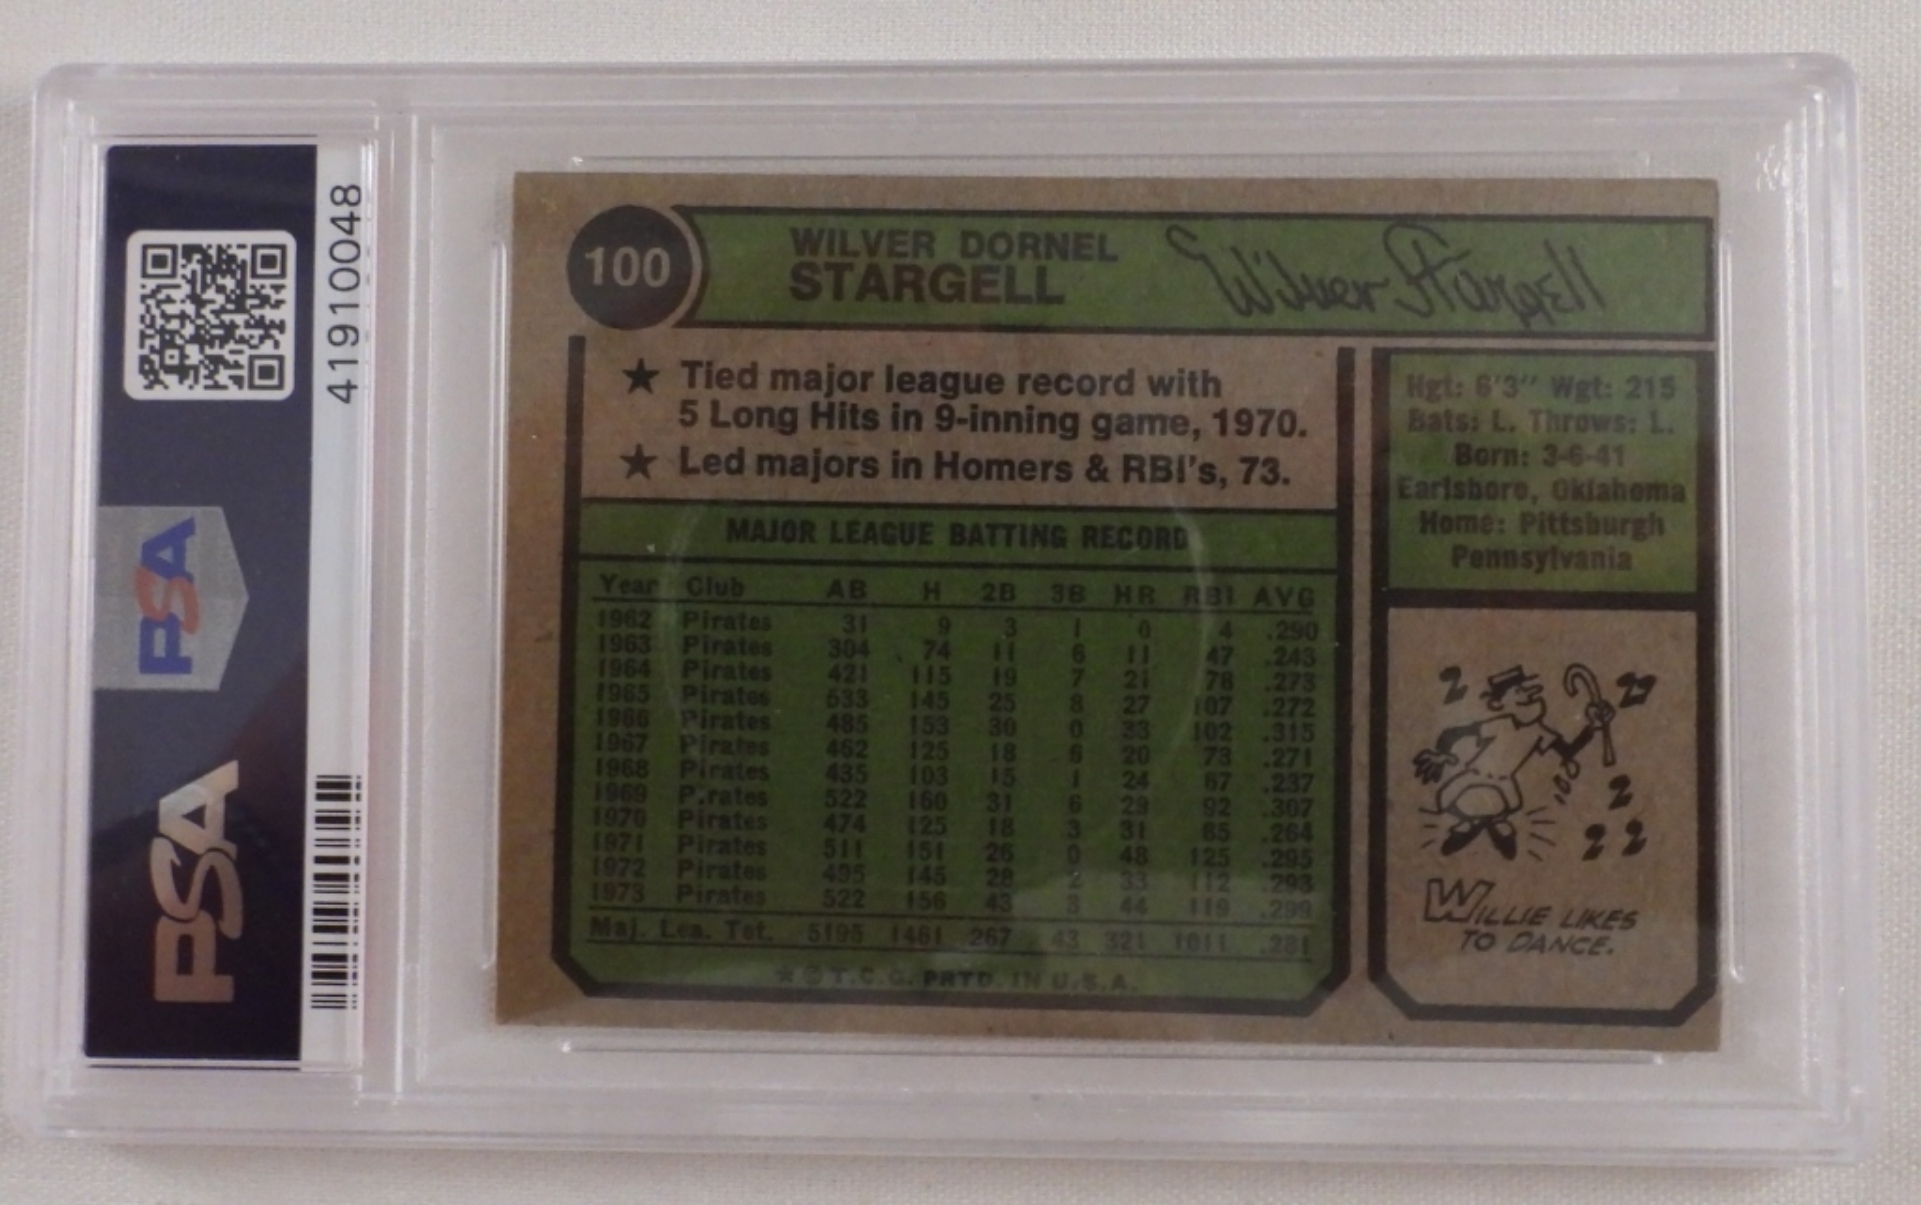 41910048
PSA
PSA
100
WILVER DORNEL
STARGELL
Wilver Stargell
★ Tied major league record with
5 Long Hits in 9-inning game, 1970.
★ Led majors in Homers & RBI's, 73.
MAJOR LEAGUE BATTING RECORD
Year Club AB H 2B 3B HR RBI AVG
1962 Pirates 31 9 3 1 0 4 .290
1963 Pirates 304 74 11 6 11 47 .243
1964 Pirates 421 115 19 7 21 78 .273
1965 Pirates 533 145 25 8 27 107 .272
1966 Pirates 485 153 30 0 33 102 .315
1967 Pirates 462 125 18 6 20 73 .271
1968 Pirates 435 103 15 1 24 67 .237
1969 Pirates 522 160 31 6 29 92 .307
1970 Pirates 474 125 18 3 31 85 .264
1971 Pirates 511 151 26 0 48 125 .295
1972 Pirates 495 145 28 2 33 112 .293
1973 Pirates 522 156 43 3 44 119 .299
Maj. Lea. Tot. 5195 1461 267 43 321 1011 .281
★ © T.C.G. PRTD. IN U.S.A.
Hgt: 6'3" Wgt: 215
Bats: L. Throws: L.
Born: 3-6-41
Earlsboro, Oklahoma
Home: Pittsburgh
Pennsylvania
WILLIE LIKES
TO DANCE.